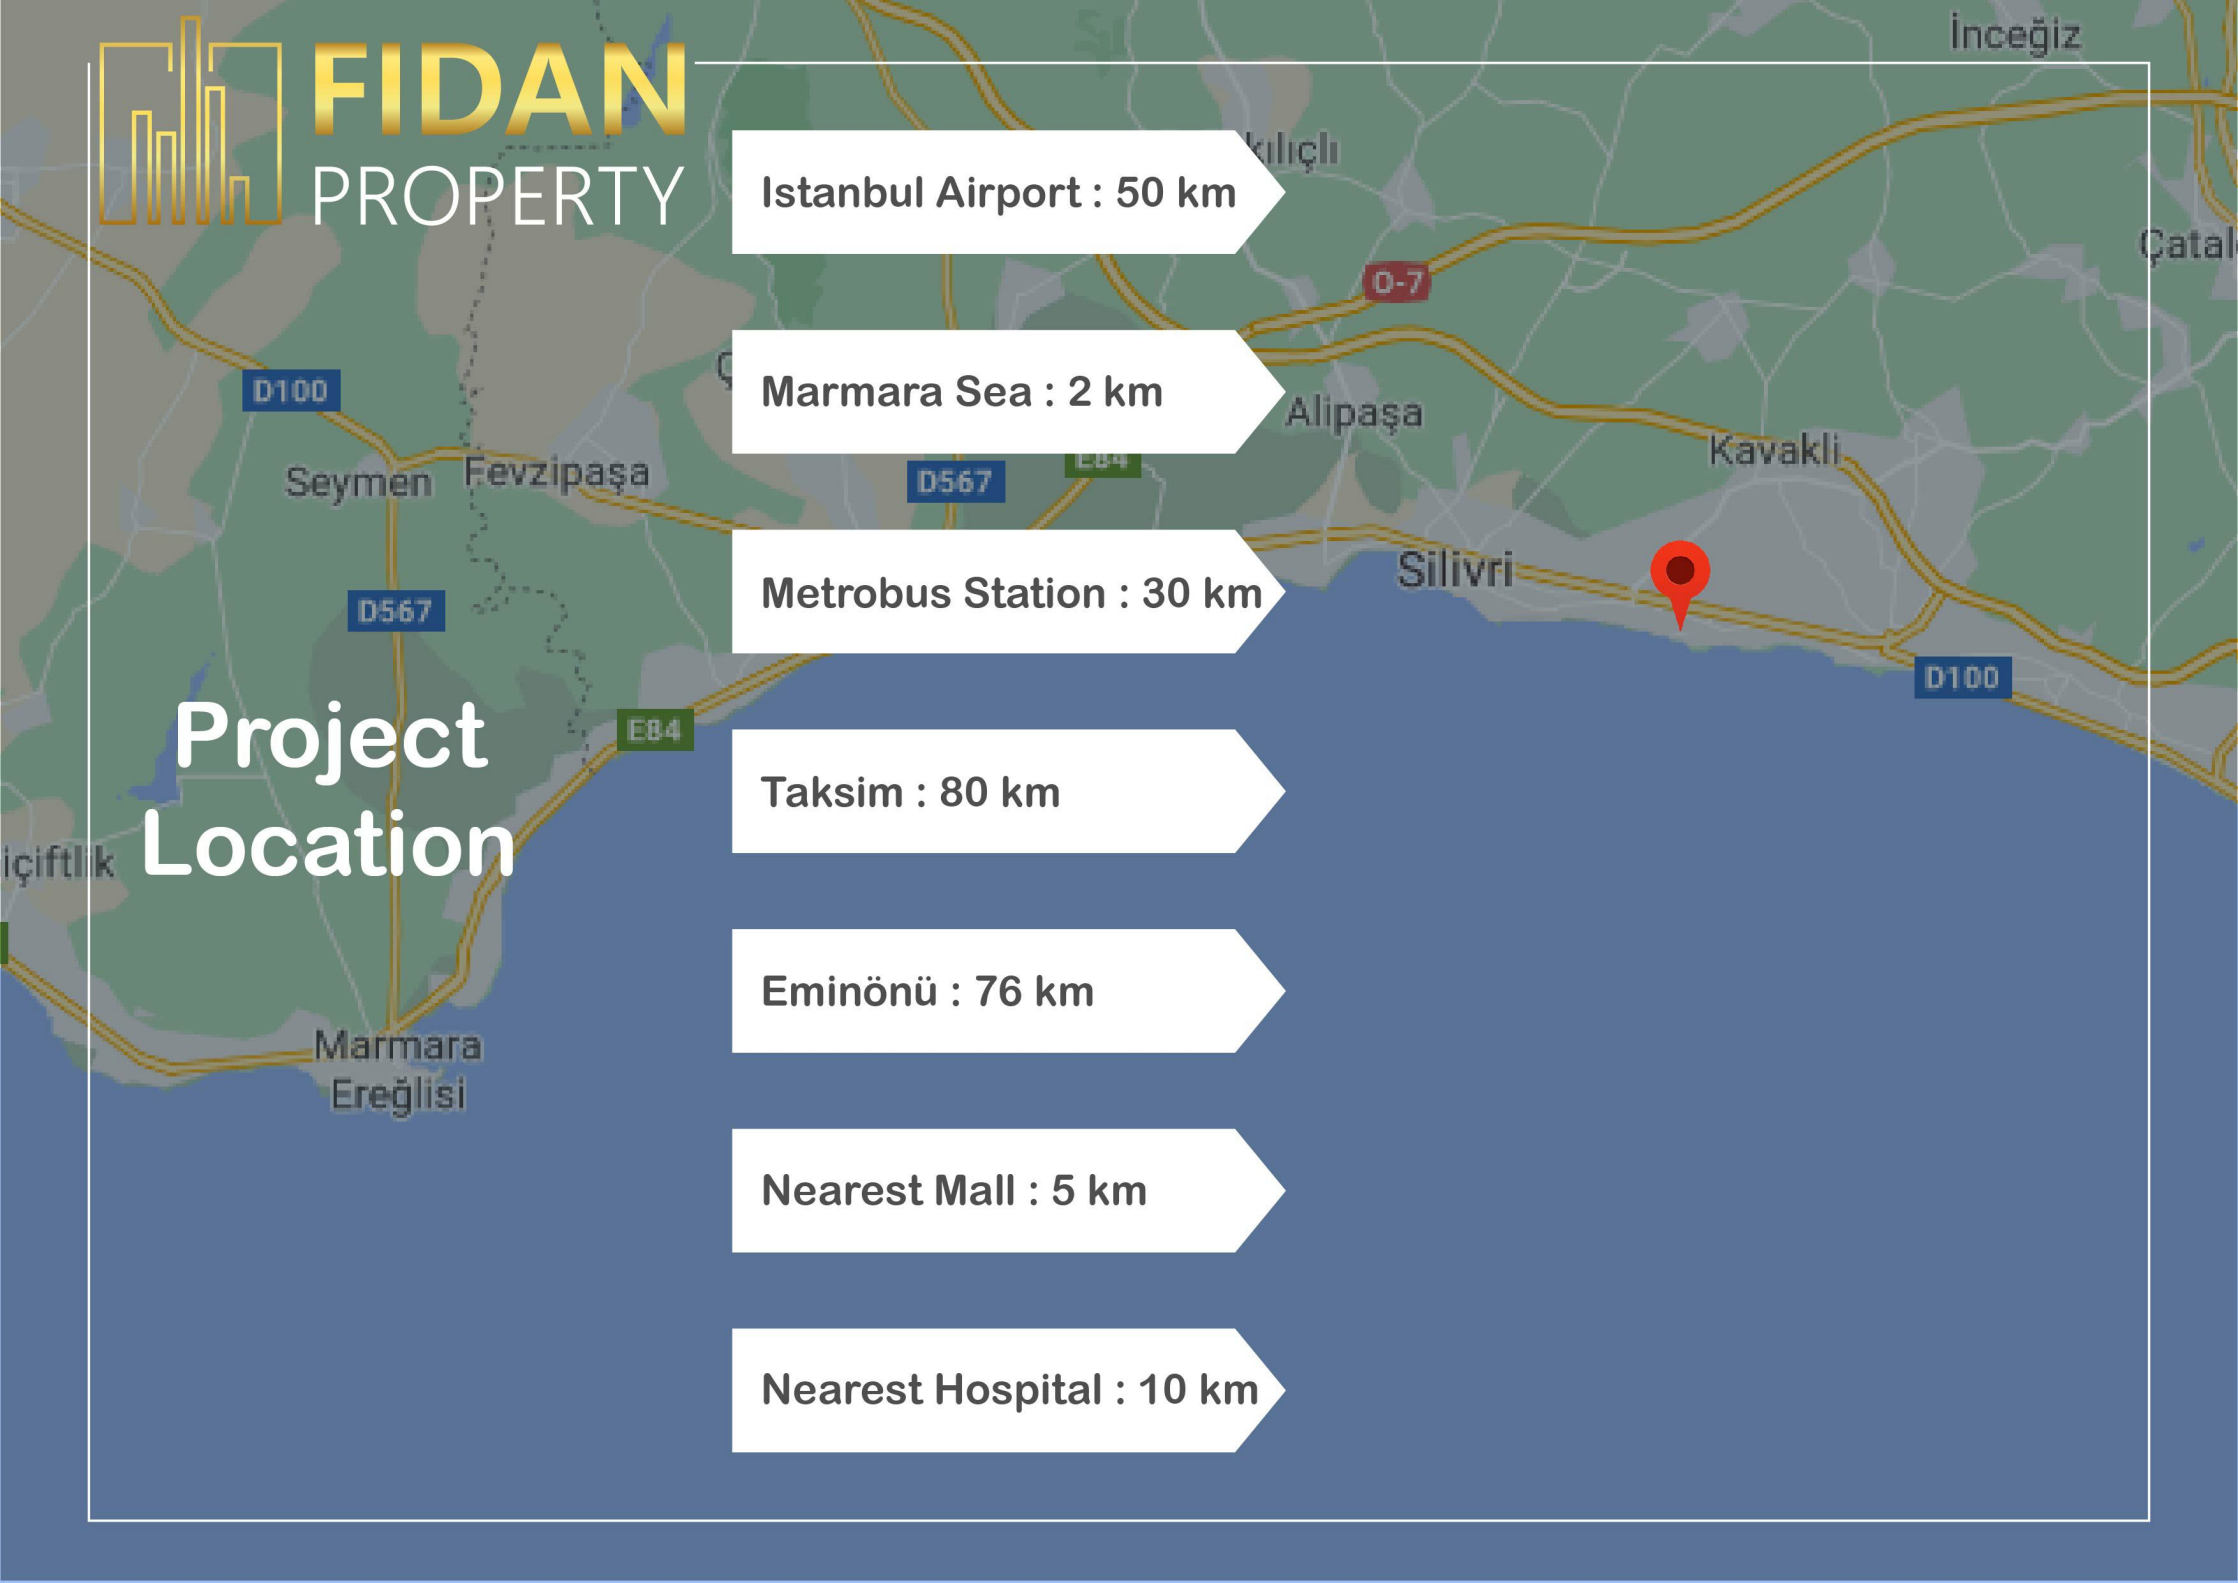 FIDAN
PROPERTY
Project
Location
Istanbul Airport : 50 km
Marmara Sea : 2 km
Metrobus Station : 30 km
Taksim : 80 km
Eminönü : 76 km
Nearest Mall : 5 km
Nearest Hospital : 10 km
İnceğiz
kılıçlı
Çatal
O-7
D100
Alipaşa
Kavakli
Seymen
Fevzipaşa
D567
E84
Silivri
D567
D100
E84
içiftlik
Marmara
Ereğlisi